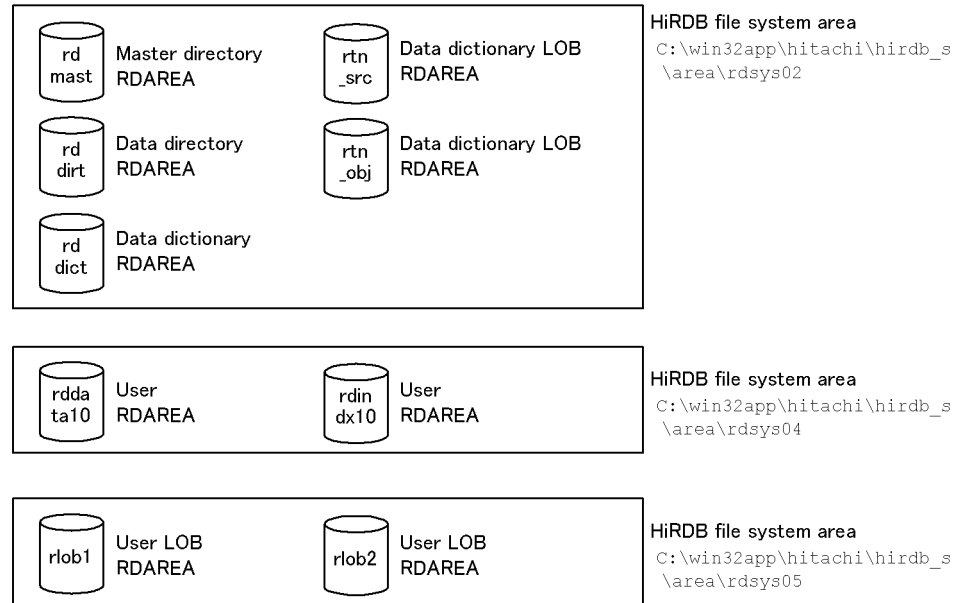 rd
mast
Master directory
RDAREA
rtn
_src
Data dictionary LOB
RDAREA
HiRDB file system area
C:\win32app\hitachi\hirdb_s
\area\rdsys02
rd
dirt
Data directory
RDAREA
rtn
_obj
Data dictionary LOB
RDAREA
rd
dict
Data dictionary
RDAREA
rdda
ta10
User
RDAREA
rdin
dx10
User
RDAREA
HiRDB file system area
C:\win32app\hitachi\hirdb_s
\area\rdsys04
rlob1
User LOB
RDAREA
rlob2
User LOB
RDAREA
HiRDB file system area
C:\win32app\hitachi\hirdb_s
\area\rdsys05